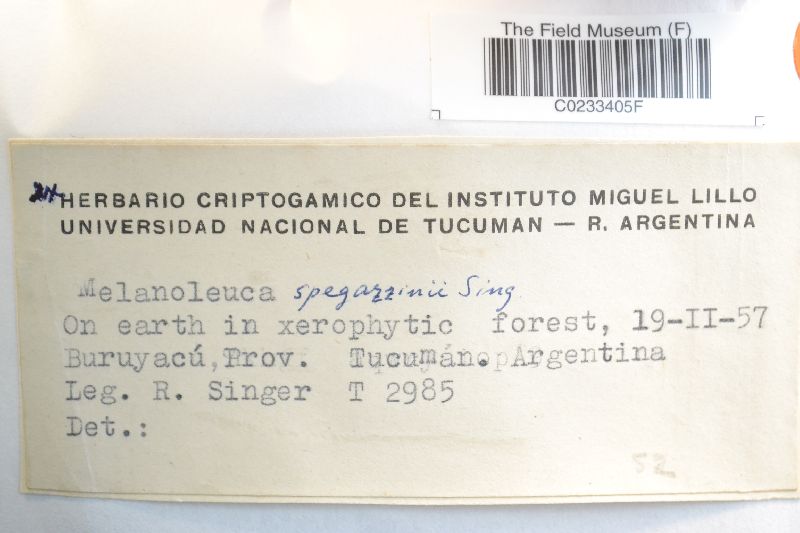 The Field Museum (F)
C0233405F
HERBARIO CRIPTOGAMICO DEL INSTITUTO MIGUEL LILLO
UNIVERSIDAD NACIONAL DE TUCUMAN — R. ARGENTINA
Melanoleuca spegazzinii Sing
On earth in xerophytic forest, 19-II-57
Buruyacú, Prov. Tucumán. Argentina
Leg. R. Singer T 2985
Det.:
52